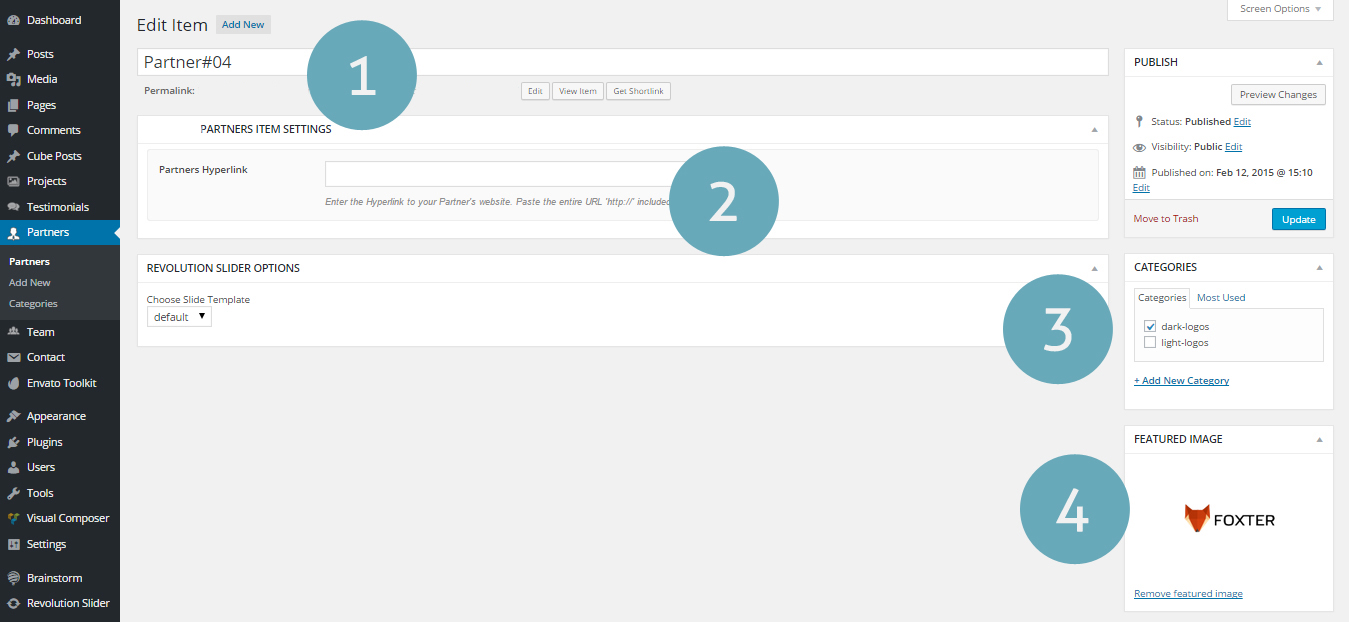 Dashboard
Posts
Media
Pages
Comments
Cube Posts
Projects
Testimonials
Partners
Partners
Add New
Categories
Team
Contact
Envato Toolkit
Appearance
Plugins
Users
Tools
Visual Composer
Settings
Brainstorm
Revolution Slider
Screen Options
Edit Item Add New
Partner#04
1
Permalink: Edit View Item Get Shortlink
PARTNERS ITEM SETTINGS
Partners Hyperlink
Enter the Hyperlink to your Partner's website. Paste the entire URL 'http://' included
2
REVOLUTION SLIDER OPTIONS
Choose Slide Template
default
3
4
PUBLISH
Preview Changes
Status: Published Edit
Visibility: Public Edit
Published on: Feb 12, 2015 @ 15:10
Edit
Move to Trash Update
CATEGORIES
Categories Most Used
dark-logos
light-logos
+ Add New Category
FEATURED IMAGE
FOXTER
Remove featured image